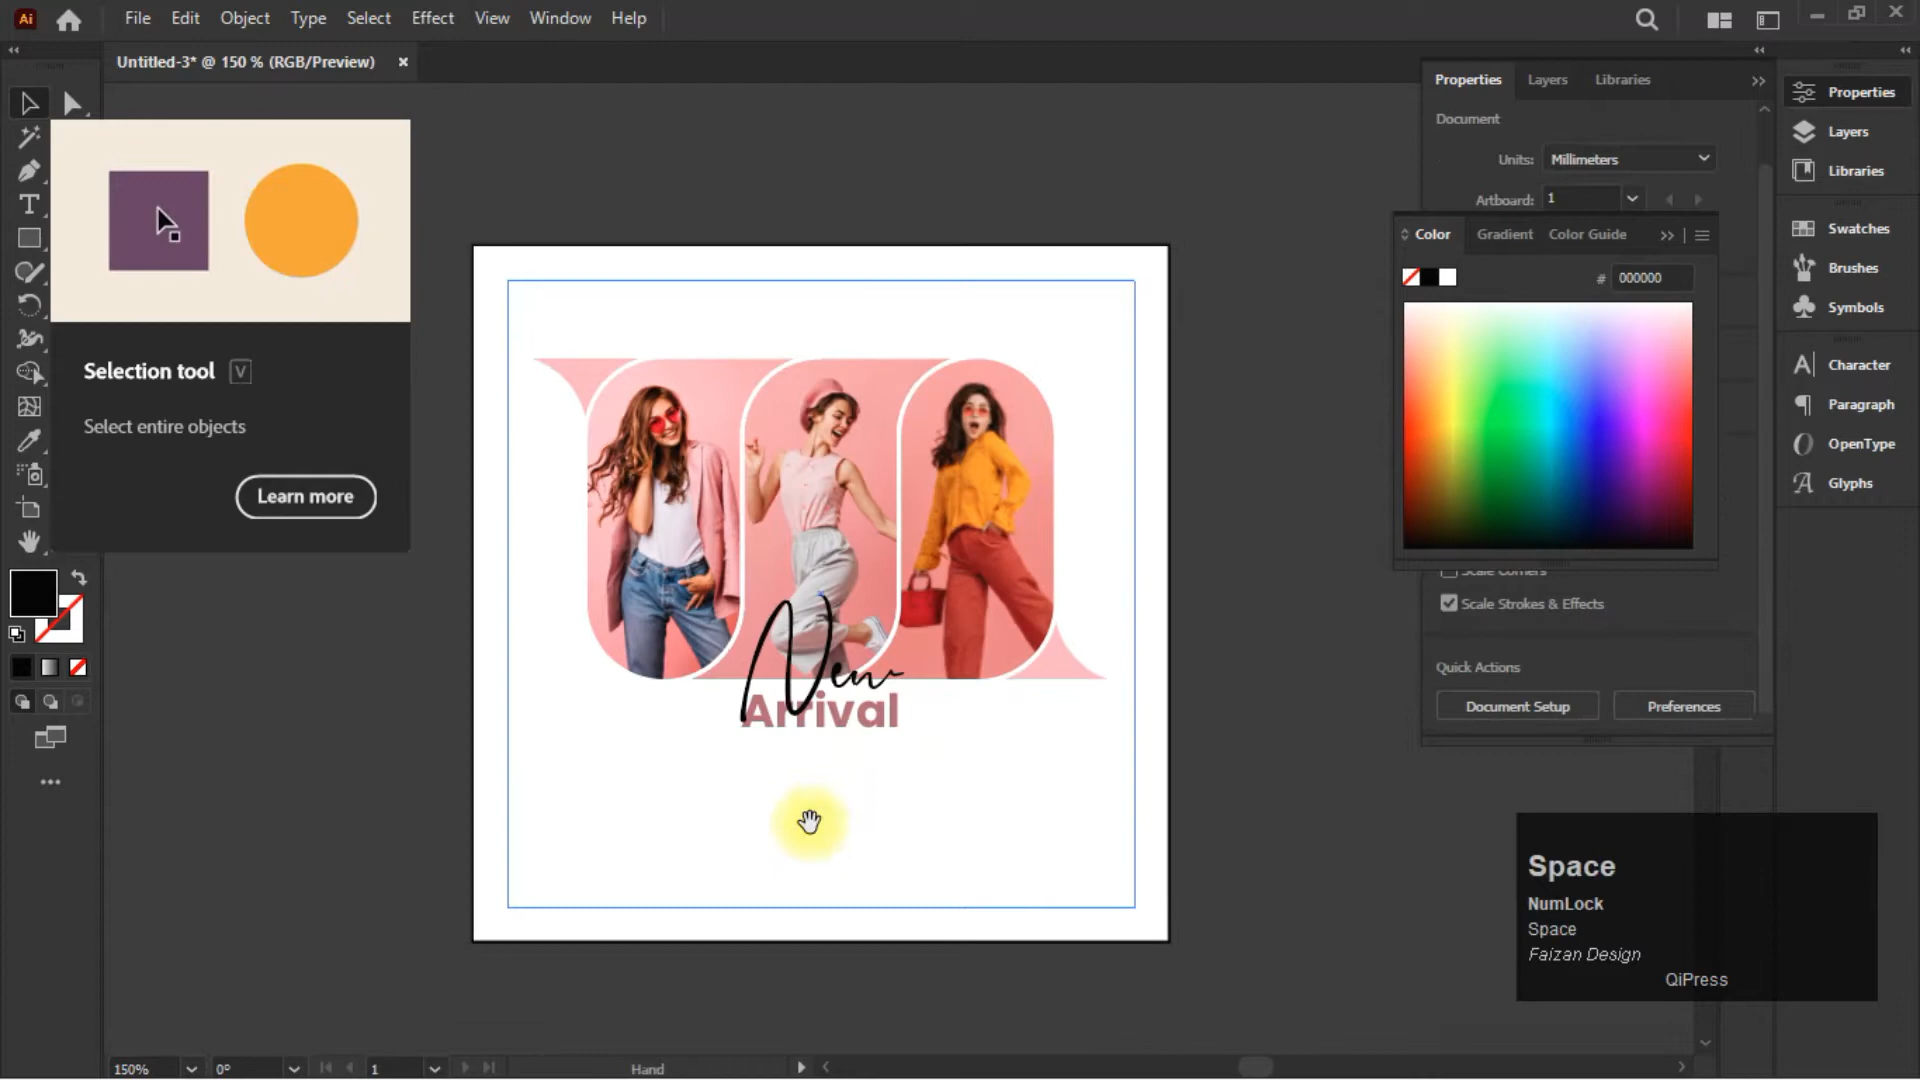 Ai
File Edit Object Type Select Effect View Window Help
Untitled-3* @ 150 % (RGB/Preview) ×
Properties Layers Libraries
Document
Units: Millimeters
Artboard: 1
Color Gradient Color Guide
# 000000
Scale Corners
Scale Strokes & Effects
Quick Actions
Document Setup Preferences
Properties
Layers
Libraries
Swatches
Brushes
Symbols
Character
Paragraph
OpenType
Glyphs
Selection tool V
Select entire objects
Learn more
New
Arrival
Space
NumLock
Space
Faizan Design
QiPress
150% 0° 1 Hand